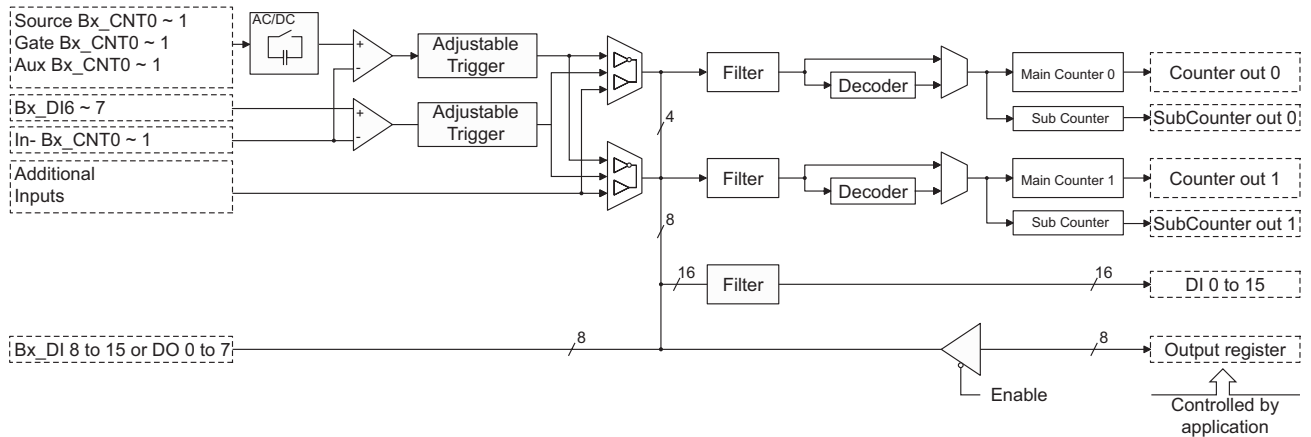 Source Bx_CNT0 ~ 1
Gate Bx_CNT0 ~ 1
Aux Bx_CNT0 ~ 1
AC/DC
+
-
Adjustable
Trigger
Filter
Decoder
Main Counter 0
Counter out 0
Bx_DI6 ~ 7
In- Bx_CNT0 ~ 1
+
-
Adjustable
Trigger
4
Sub Counter
SubCounter out 0
Additional
Inputs
Filter
Decoder
Main Counter 1
Counter out 1
8
Sub Counter
SubCounter out 1
16
Filter
16
DI 0 to 15
Bx_DI 8 to 15 or DO 0 to 7
8
8
Output register
Enable
Controlled by
application